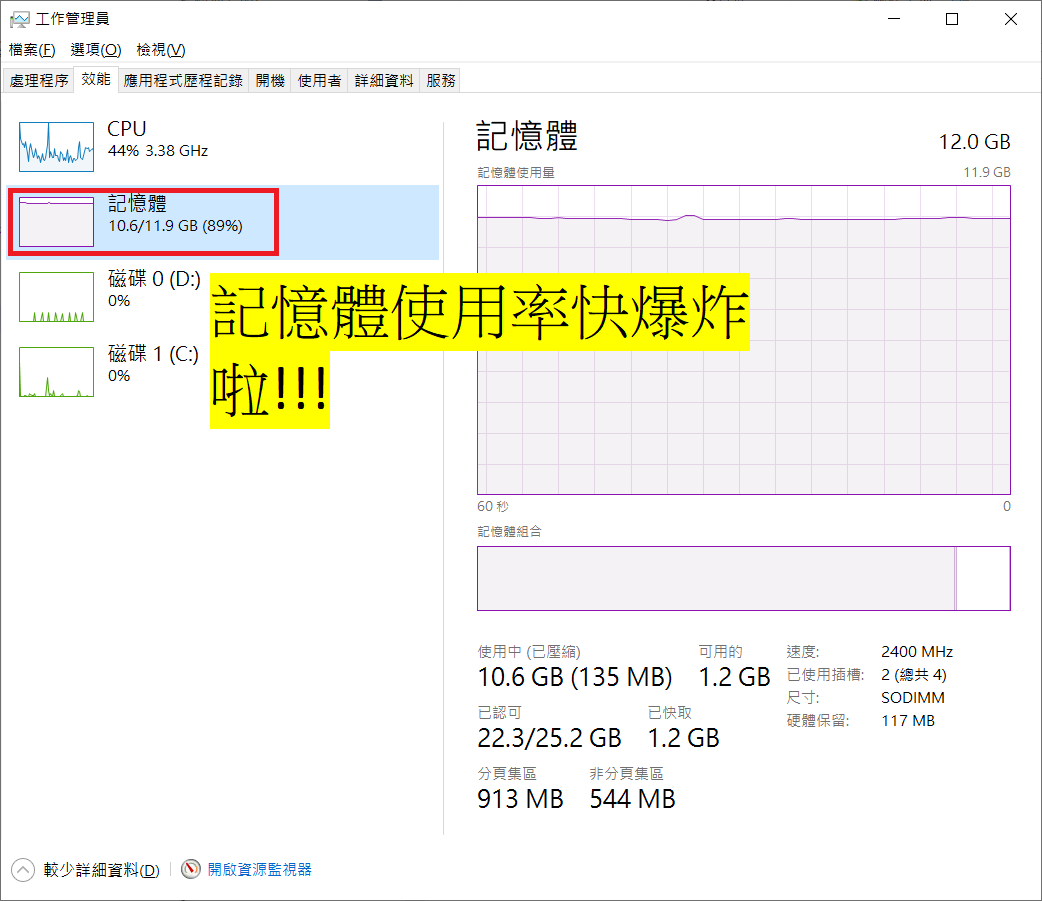 工作管理員
檔案(F) 選項(O) 檢視(V)
處理程序 效能 應用程式歷程記錄 開機 使用者 詳細資料 服務
CPU
44% 3.38 GHz
記憶體
10.6/11.9 GB (89%)
磁碟 0 (D:)
0%
磁碟 1 (C:)
0%
記憶體使用率快爆炸
啦!!!
記憶體
12.0 GB
記憶體使用量
11.9 GB
60 秒
0
記憶體組合
使用中 (已壓縮)
10.6 GB (135 MB)
可用的
1.2 GB
已認可
22.3/25.2 GB
已快取
1.2 GB
分頁集區
913 MB
非分頁集區
544 MB
速度: 2400 MHz
已使用插槽: 2 (總共 4)
尺寸: SODIMM
硬體保留: 117 MB
較少詳細資料(D)
開啟資源監視器